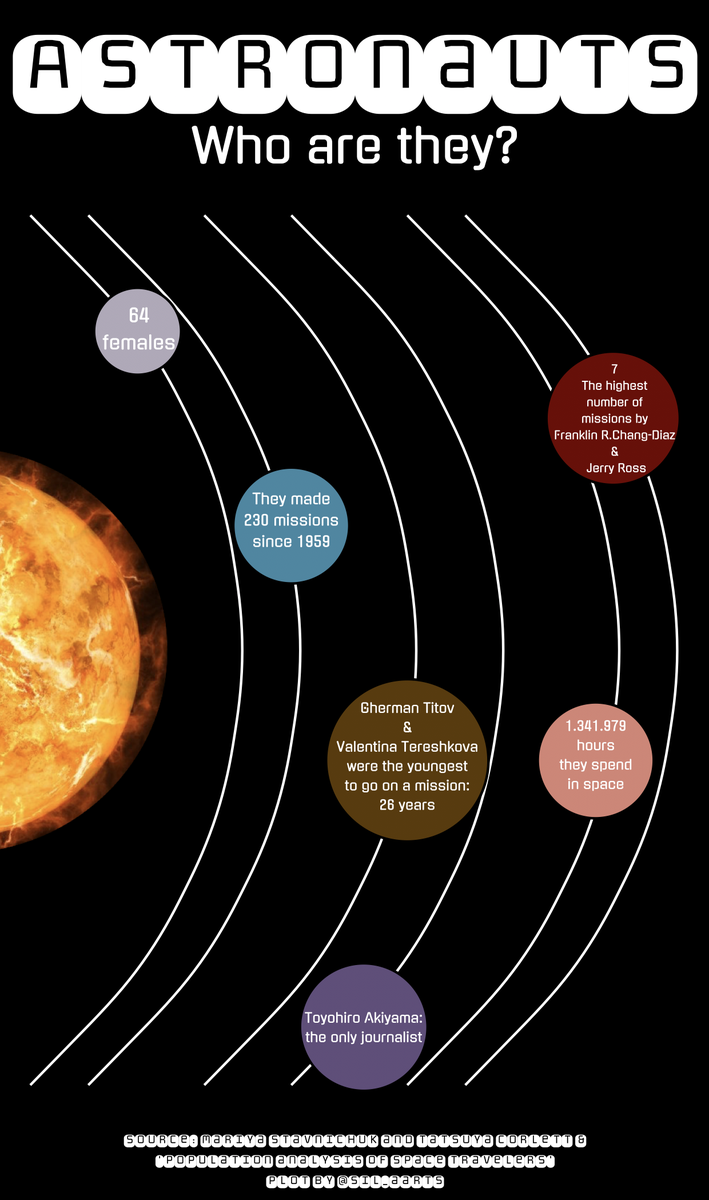 ASTRONAUTS
Who are they?
64
females
7
The highest
number of
missions by
Franklin R.Chang-Diaz
&
Jerry Ross
They made
230 missions
since 1959
Gherman Titov
&
Valentina Tereshkova
were the youngest
to go on a mission:
26 years
1.341.979
hours
they spend
in space
Toyohiro Akiyama:
the only journalist
SOURCE: MARIYA STAVNICHUK AND TATSUYA CORLETT &
'POPULATION ANALYSIS OF SPACE TRAVELERS'
PLOT BY @SIL_AARTS